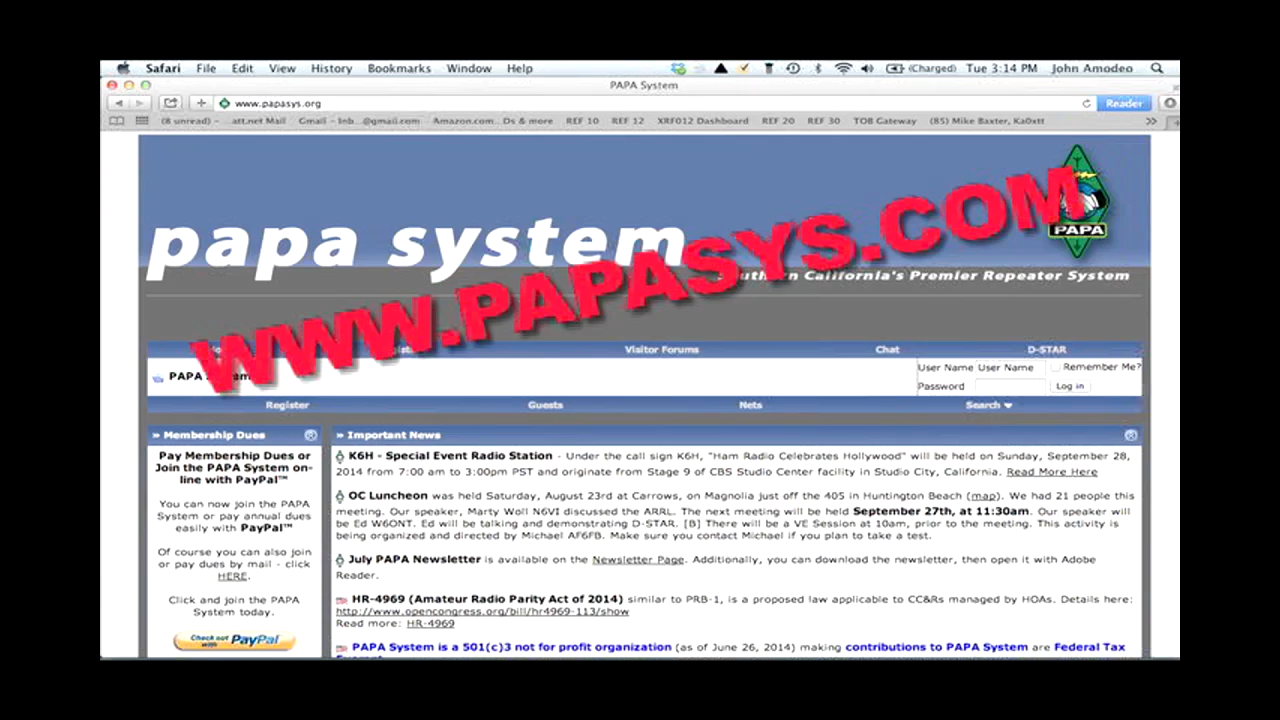 Safari File Edit View History Bookmarks Window Help (Charged) Tue 3:14 PM John Amodeo
PAPA System
www.papasys.org Reader
(8 unread) – att.net Mail Gmail – Inb...@gmail.com Amazon.com...Ds & more REF 10 REF 12 XRF012 Dashboard REF 20 REF 30 TOB Gateway (85) Mike Baxter, Ka0xtt
papa system
PAPA
Southern California's Premier Repeater System
WWW.PAPASYS.COM
Visitor Forums Chat D-STAR
PAPA
User Name User Name Remember Me?
Password Log in
Register Guests Nets Search
» Membership Dues
Pay Membership Dues or
Join the PAPA System on-
line with PayPal™
You can now join the PAPA
System or pay annual dues
easily with PayPal™
Of course you can also join
or pay dues by mail - click
HERE.
Click and join the PAPA
System today.
Check out
with PayPal
» Important News
K6H - Special Event Radio Station - Under the call sign K6H, "Ham Radio Celebrates Hollywood" will be held on Sunday, September 28,
2014 from 7:00 am to 3:00pm PST and originate from Stage 9 of CBS Studio Center facility in Studio City, California. Read More Here
OC Luncheon was held Saturday, August 23rd at Carrows, on Magnolia just off the 405 in Huntington Beach (map). We had 21 people this
meeting. Our speaker, Marty Woll N6VI discussed the ARRL. The next meeting will be held September 27th, at 11:30am. Our speaker will
be Ed W6ONT. Ed will be talking and demonstrating D-STAR. [B] There will be a VE Session at 10am, prior to the meeting. This activity is
being organized and directed by Michael AF6FB. Make sure you contact Michael if you plan to take a test.
July PAPA Newsletter is available on the Newsletter Page. Additionally, you can download the newsletter, then open it with Adobe
Reader.
HR-4969 (Amateur Radio Parity Act of 2014) similar to PRB-1, is a proposed law applicable to CC&Rs managed by HOAs. Details here:
http://www.opencongress.org/bill/hr4969-113/show
Read more: HR-4969
PAPA System is a 501(c)3 not for profit organization (as of June 26, 2014) making contributions to PAPA System are Federal Tax